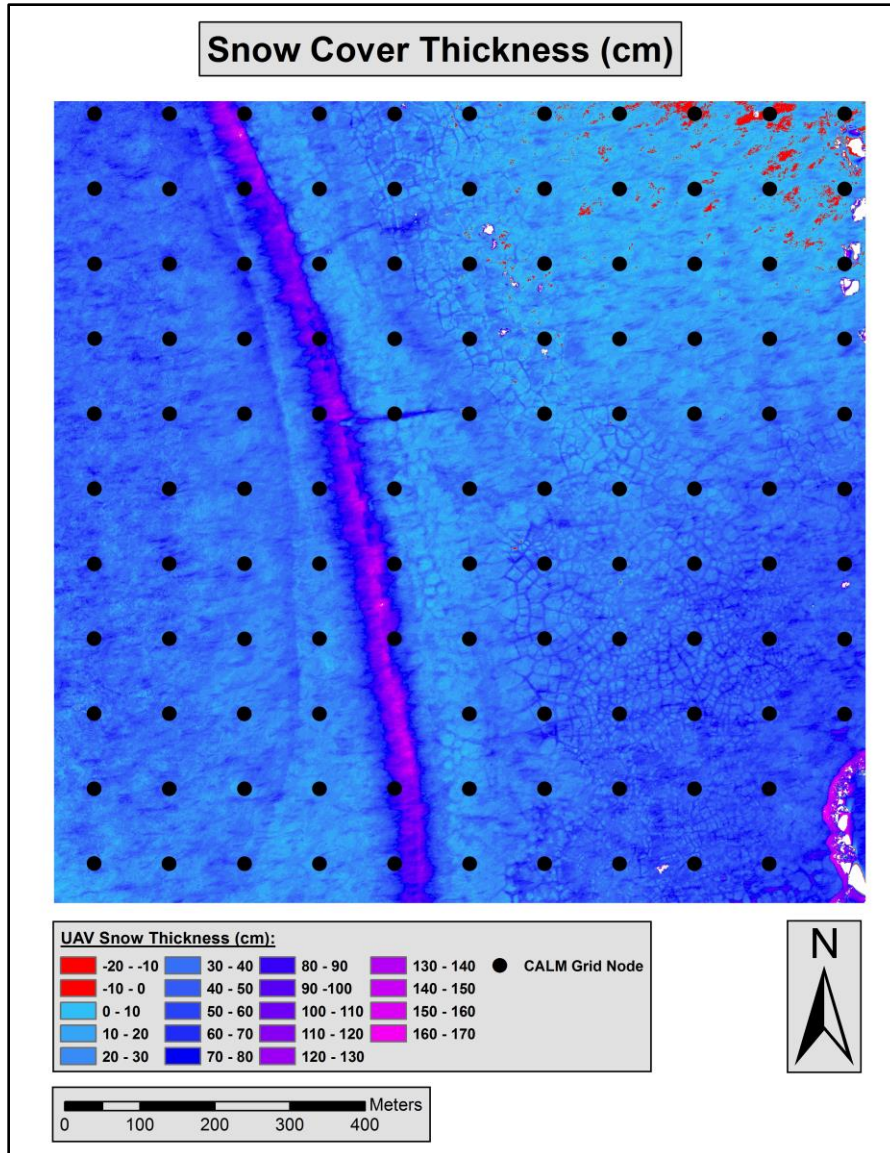 Snow Cover Thickness (cm)
UAV Snow Thickness (cm):
-20 - -10
-10 - 0
0 - 10
10 - 20
20 - 30
30 - 40
40 - 50
50 - 60
60 - 70
70 - 80
80 - 90
90 -100
100 - 110
110 - 120
120 - 130
130 - 140
140 - 150
150 - 160
160 - 170
CALM Grid Node
N
Meters
0 100 200 300 400